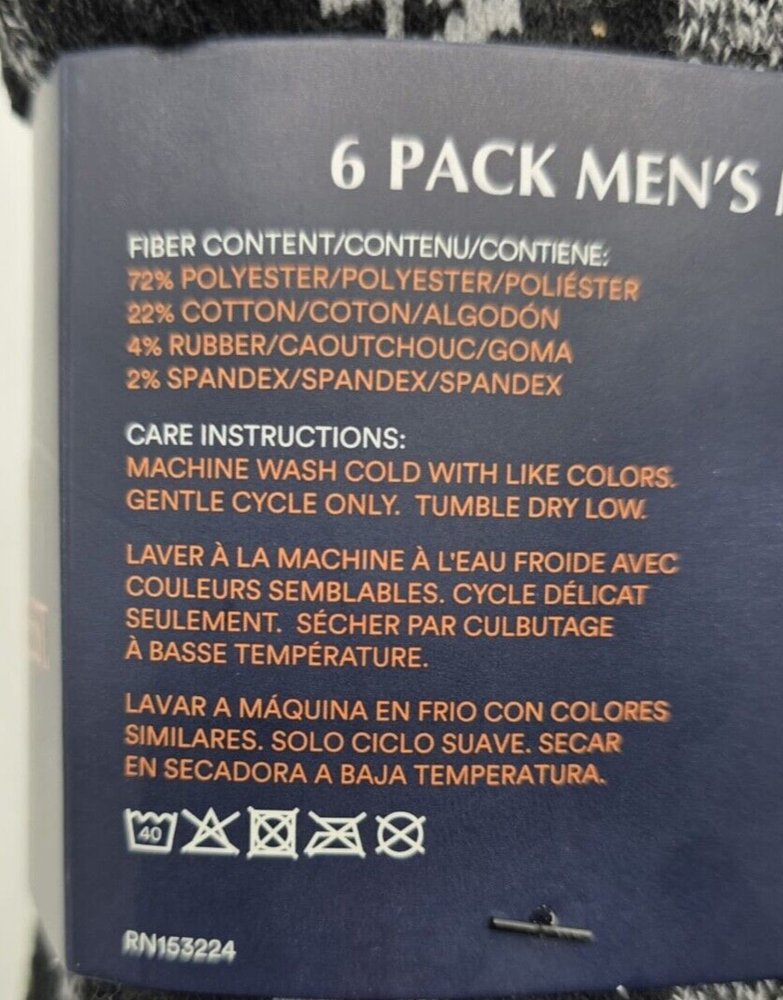 6 PACK MEN'S
FIBER CONTENT/CONTENU/CONTIENE:
72% POLYESTER/POLYESTER/POLIÉSTER
22% COTTON/COTON/ALGODÓN
4% RUBBER/CAOUTCHOUC/GOMA
2% SPANDEX/SPANDEX/SPANDEX
CARE INSTRUCTIONS:
MACHINE WASH COLD WITH LIKE COLORS.
GENTLE CYCLE ONLY. TUMBLE DRY LOW.
LAVER À LA MACHINE À L'EAU FROIDE AVEC
COULEURS SEMBLABLES. CYCLE DÉLICAT
SEULEMENT. SÉCHER PAR CULBUTAGE
À BASSE TEMPÉRATURE.
LAVAR A MÁQUINA EN FRIO CON COLORES
SIMILARES. SOLO CICLO SUAVE. SECAR
EN SECADORA A BAJA TEMPERATURA.
40
RN153224